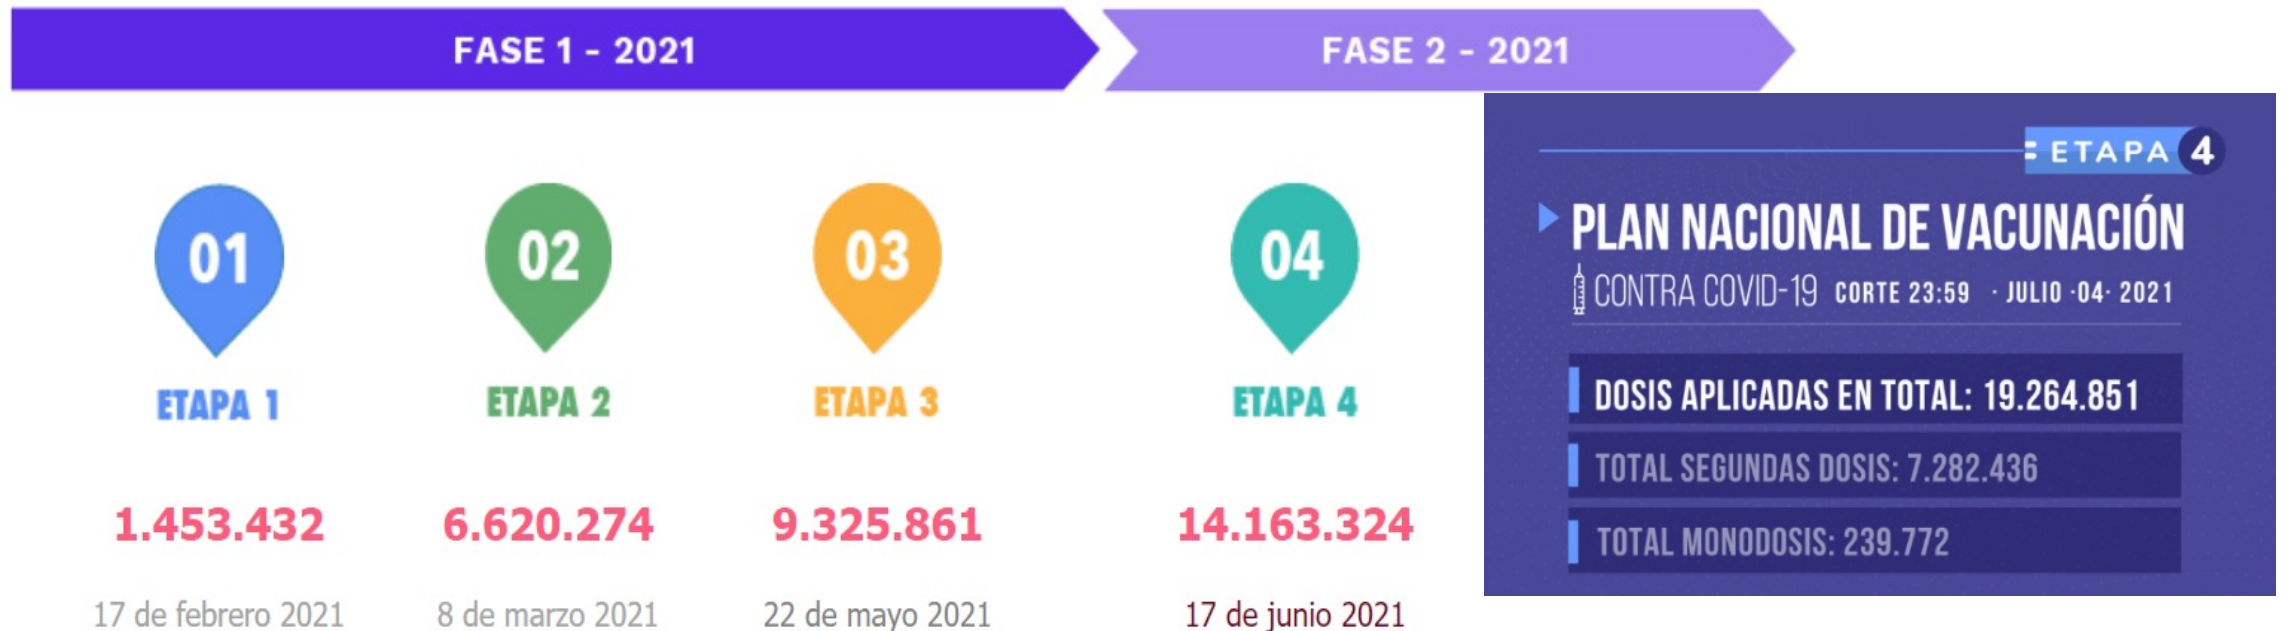 FASE 1 - 2021
FASE 2 - 2021
01
02
03
04
ETAPA 1
ETAPA 2
ETAPA 3
ETAPA 4
1.453.432
6.620.274
9.325.861
14.163.324
17 de febrero 2021
8 de marzo 2021
22 de mayo 2021
17 de junio 2021
ETAPA 4
PLAN NACIONAL DE VACUNACIÓN
CONTRA COVID-19 CORTE 23:59 · JULIO ·04· 2021
DOSIS APLICADAS EN TOTAL: 19.264.851
TOTAL SEGUNDAS DOSIS: 7.282.436
TOTAL MONODOSIS: 239.772